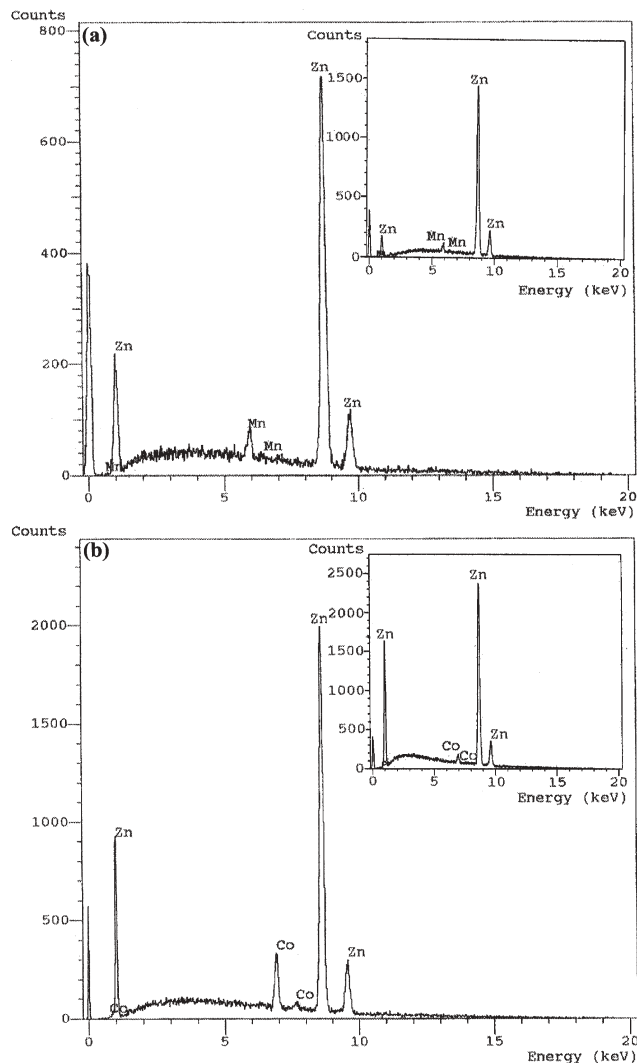 Counts
(a)
800
600
400
200
0
Zn
Zn
Mn
Mn
Mn
Zn
0
5
10
15
20
Energy (keV)
Counts
1500
1000
500
0
Zn
Zn
Mn
Mn
Zn
0
5
10
15
20
Energy (keV)
Counts
(b)
2000
1500
1000
500
0
Zn
Zn
Co
Co
Co
Zn
0
5
10
15
20
Energy (keV)
Counts
2500
2000
1500
1000
500
0
Zn
Zn
Co
Co
Zn
0
5
10
15
20
Energy (keV)